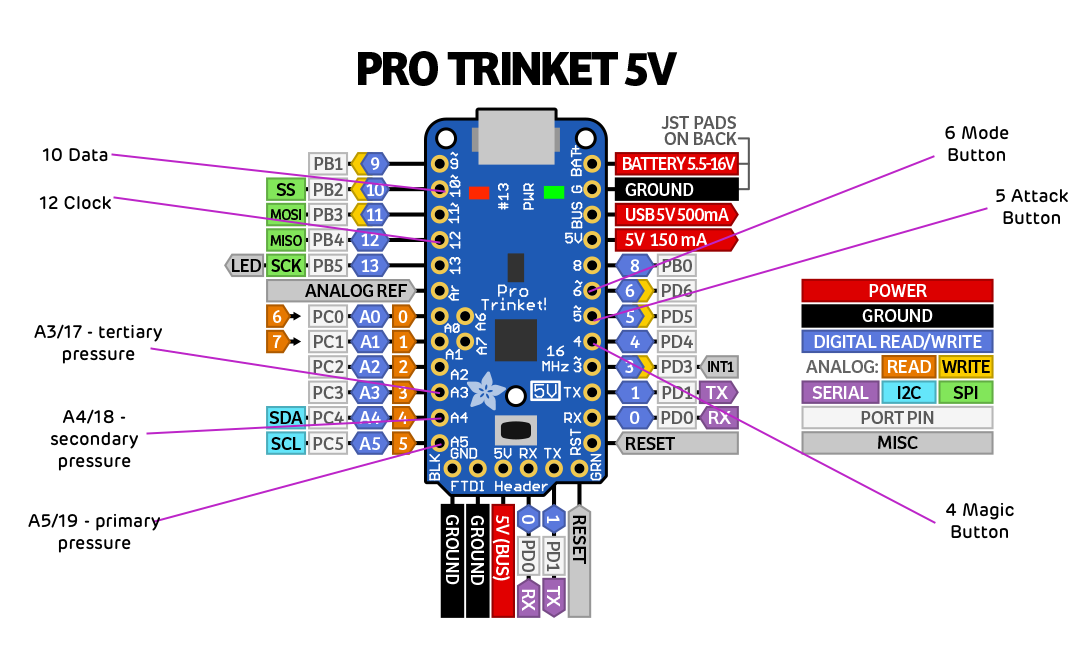 PRO TRINKET 5V
JST PADS
ON BACK
10 Data
12 Clock
A3/17 - tertiary
pressure
A4/18 -
secondary
pressure
A5/19 - primary
pressure
6 Mode
Button
5 Attack
Button
4 Magic
Button
PB1 9
SS PB2 10
MOSI PB3 11
MISO PB4 12
LED SCK PB5 13
ANALOG REF
6 PC0 A0 0
7 PC1 A1 1
PC2 A2 2
PC3 A3 3
SDA PC4 A4 4
SCL PC5 A5 5
9~
10~
11~
12
13
Ar
A0
A1
A2
A3
A4
A5
A6
A7
#13
PWR
Pro
Trinket!
16
MHz
5V
BAT+
G
BUS
5V
8
6~
5~
4
3~
TX
RX
RST
BLK
GND
5V
RX
TX
GRN
FTDI Header
BATTERY 5.5-16V
GROUND
USB 5V 500mA
5V 150 mA
8 PB0
6 PD6
5 PD5
4 PD4
3 PD3 INT1
1 PD1 TX
0 PD0 RX
RESET
GROUND
GROUND
5V (BUS)
0 PD0 RX
1 PD1 TX
RESET
POWER
GROUND
DIGITAL READ/WRITE
ANALOG: READ WRITE
SERIAL I2C SPI
PORT PIN
MISC